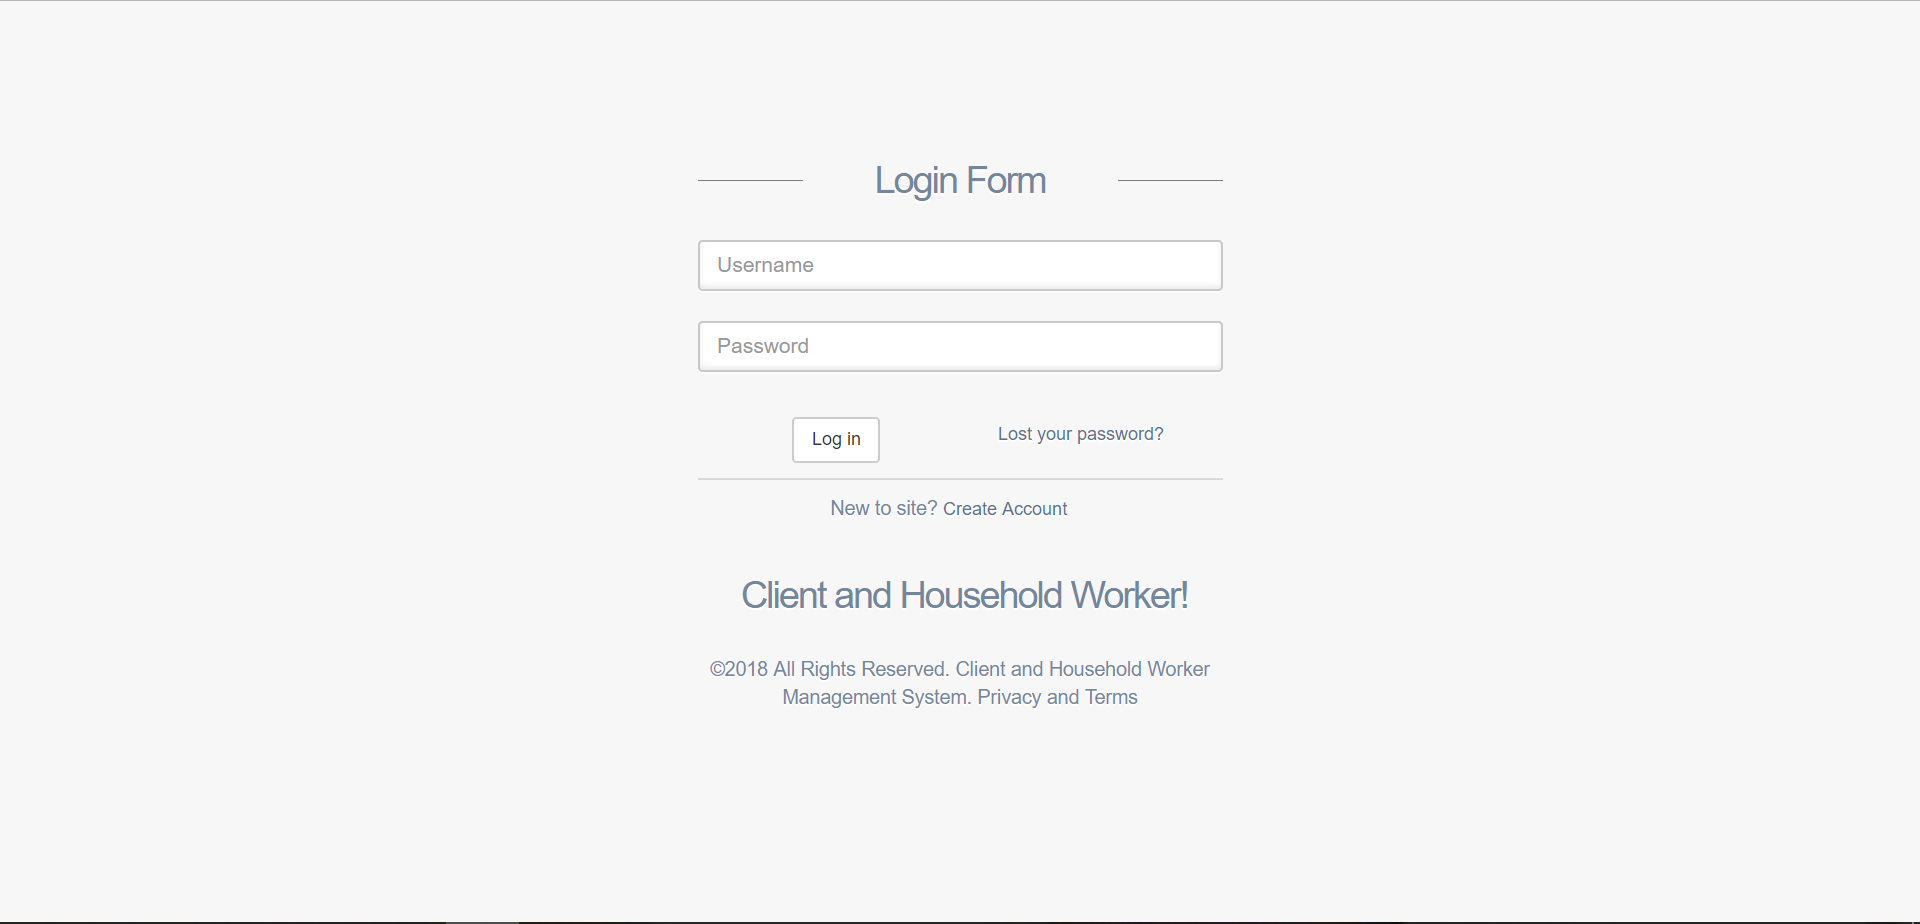 Login Form
Username
Password
Log in
Lost your password?
New to site? Create Account
Client and Household Worker!
©2018 All Rights Reserved. Client and Household Worker
Management System. Privacy and Terms